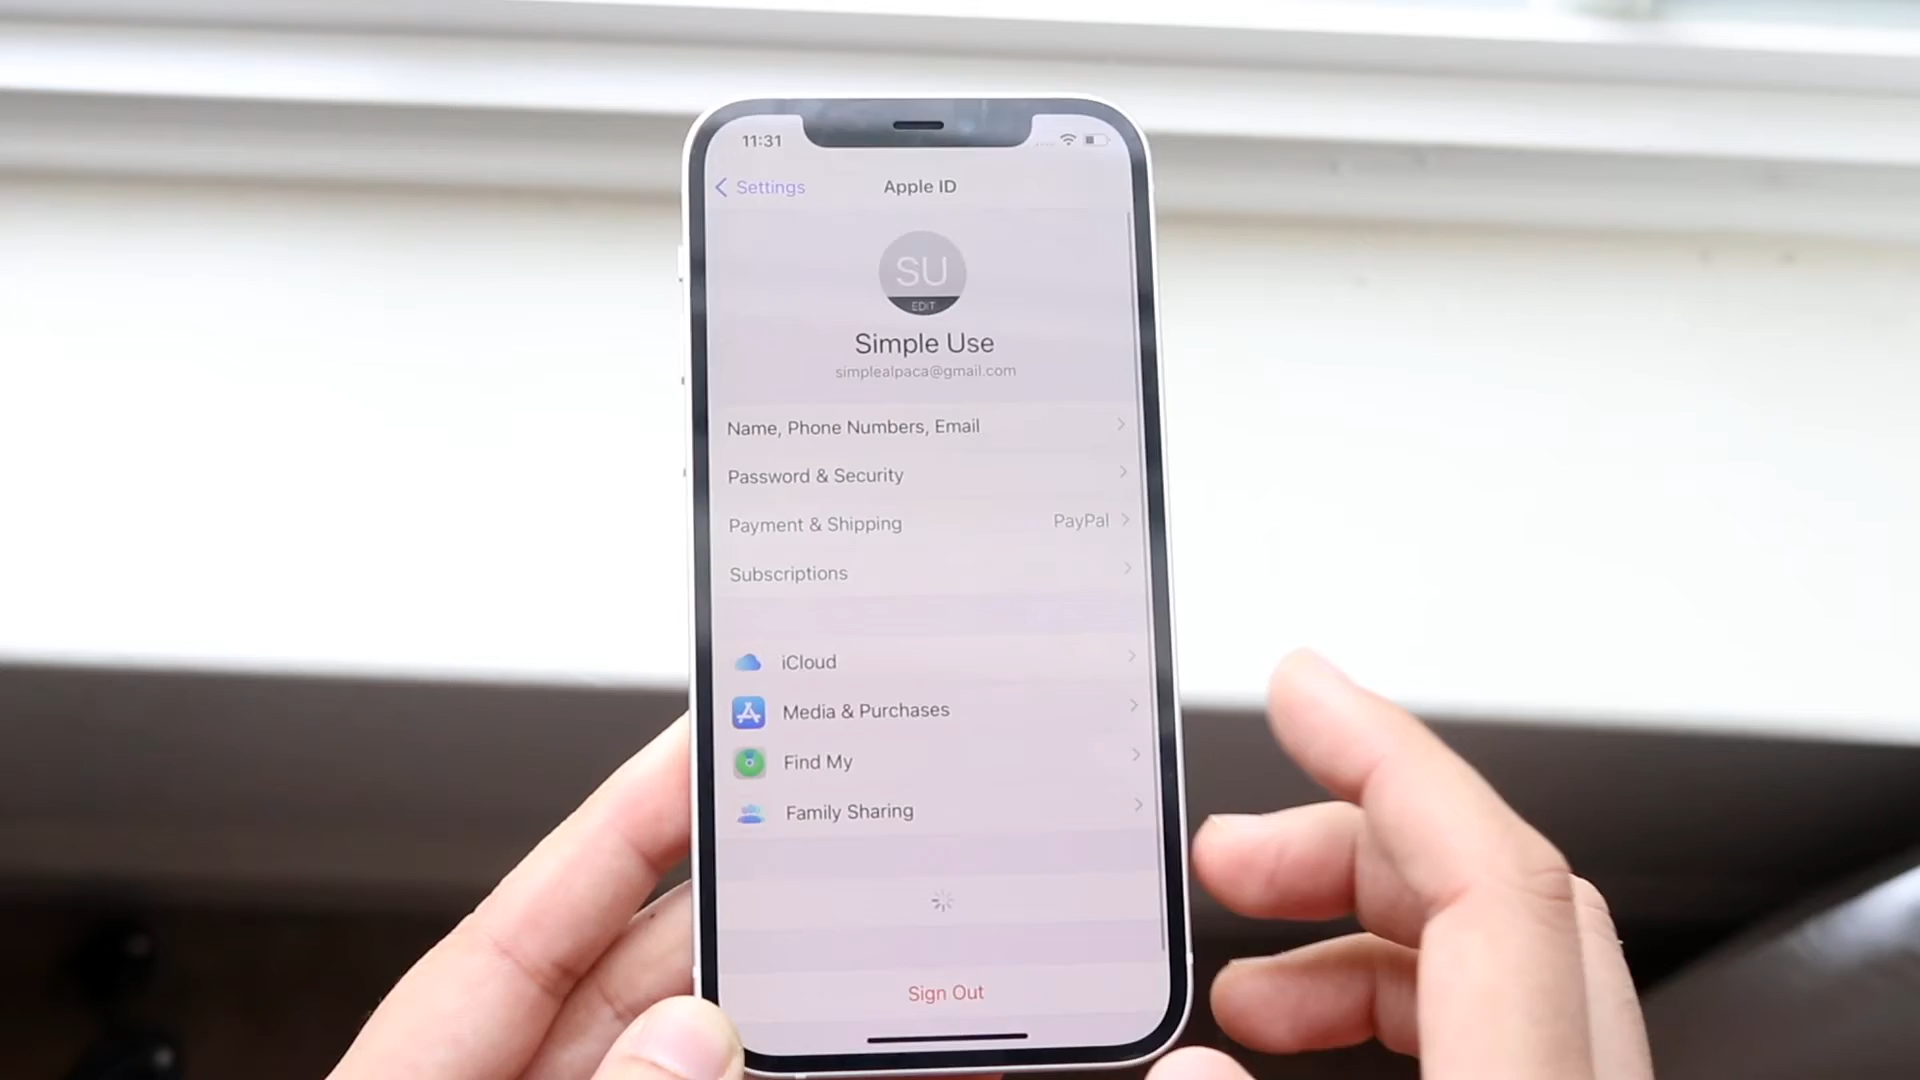 11:31
Settings
Apple ID
SU
EDIT
Simple Use
simplealpaca@gmail.com
Name, Phone Numbers, Email
Password & Security
Payment & Shipping PayPal
Subscriptions
iCloud
Media & Purchases
Find My
Family Sharing
Sign Out